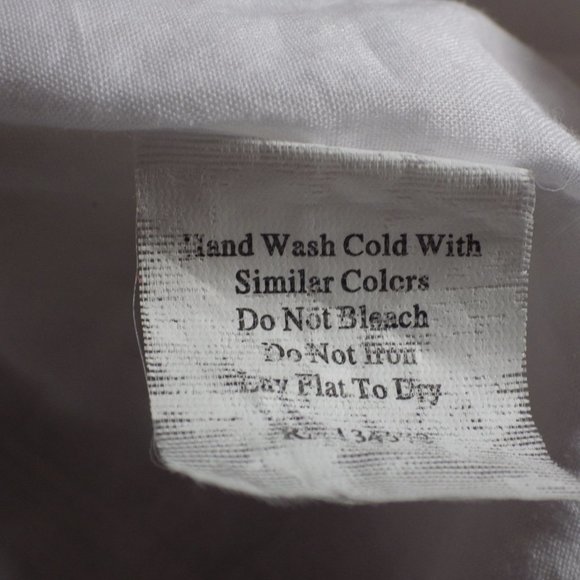 Hand Wash Cold With
Similar Colors
Do Not Bleach
Do Not Iron
Lay Flat To Dry